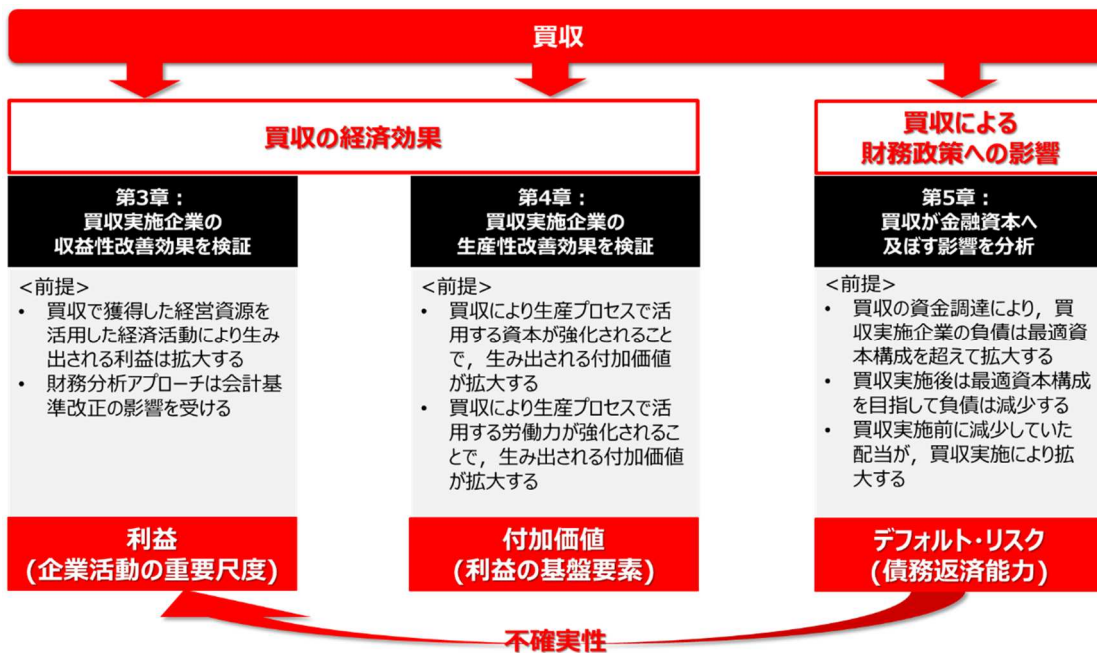 買収
買収の経済効果
買収による
財務政策への影響
第3章：
買収実施企業の
収益性改善効果を検証
<前提>
• 買収で獲得した経営資源を
活用した経済活動により生み
出される利益は拡大する
• 財務分析アプローチは会計基
準改正の影響を受ける
利益
(企業活動の重要尺度)
第4章：
買収実施企業の
生産性改善効果を検証
<前提>
• 買収により生産プロセスで活
用する資本が強化されること
で，生み出される付加価値
が拡大する
• 買収により生産プロセスで活
用する労働力が強化されるこ
とで，生み出される付加価値
が拡大する
付加価値
(利益の基盤要素)
第5章：
買収が金融資本へ
及ぼす影響を分析
<前提>
• 買収の資金調達により，買
収実施企業の負債は最適資
本構成を超えて拡大する
• 買収実施後は最適資本構成
を目指して負債は減少する
• 買収実施前に減少していた
配当が，買収実施により拡
大する
デフォルト・リスク
(債務返済能力)
不確実性